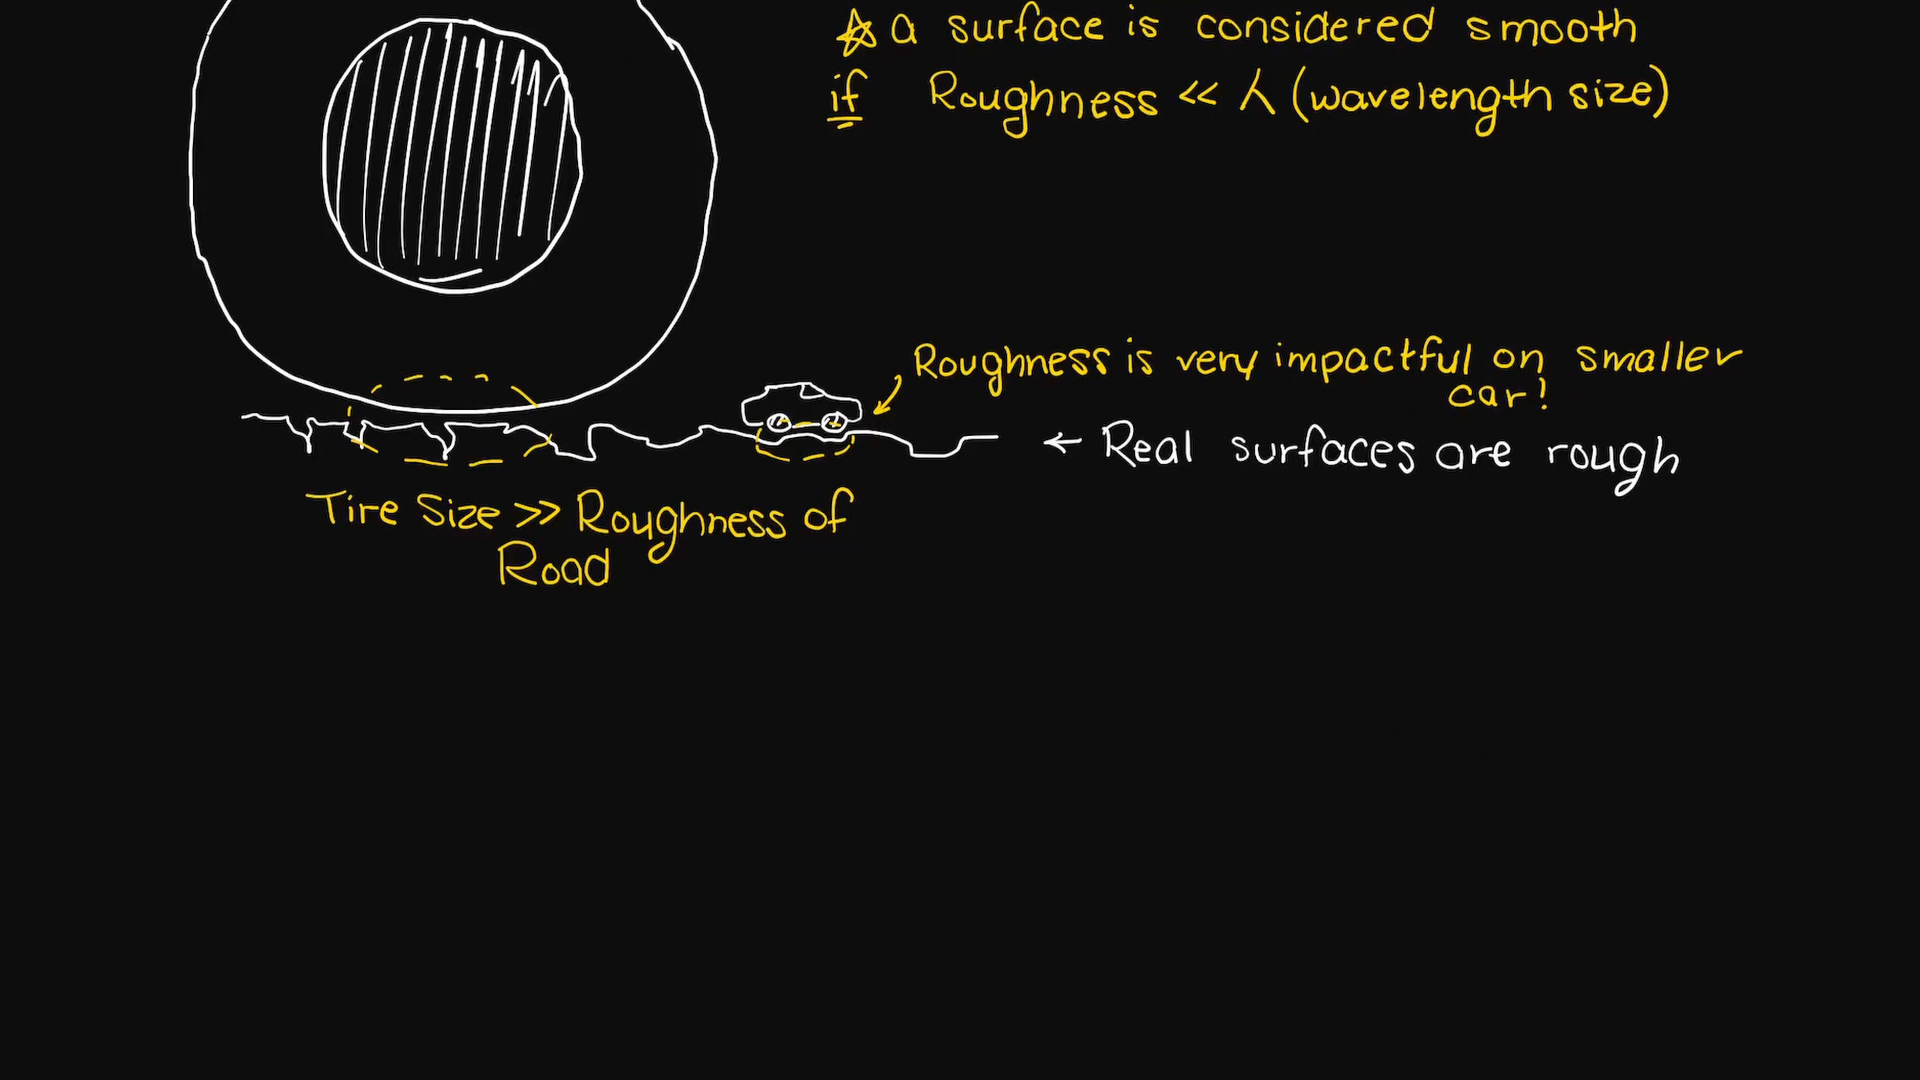 ☆ a surface is considered smooth
if Roughness << λ (wavelength size)
Roughness is very impactful on smaller
car!
← Real surfaces are rough
Tire Size >> Roughness of
Road